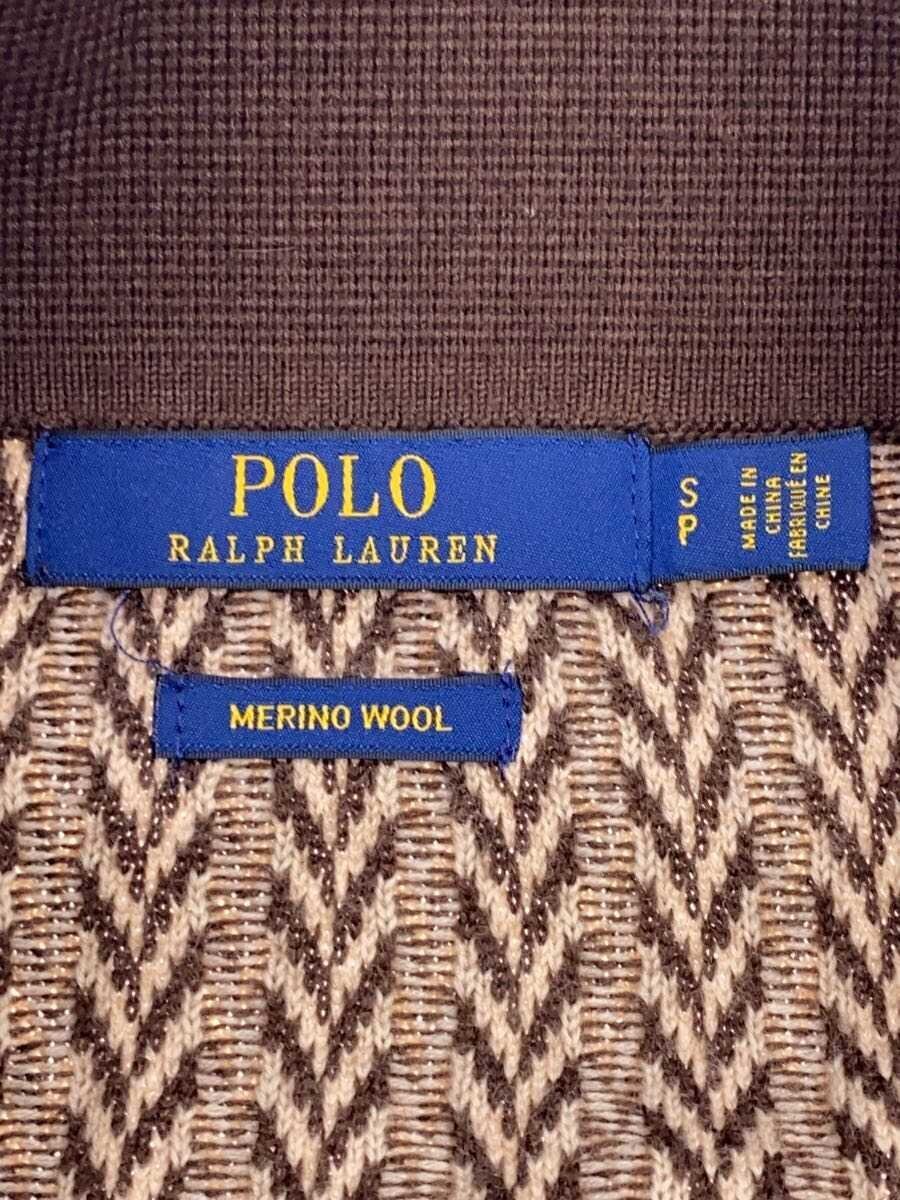 POLO
RALPH LAUREN
S
P
MADE IN
CHINA
FABRIQUÉ EN
CHINE
MERINO WOOL